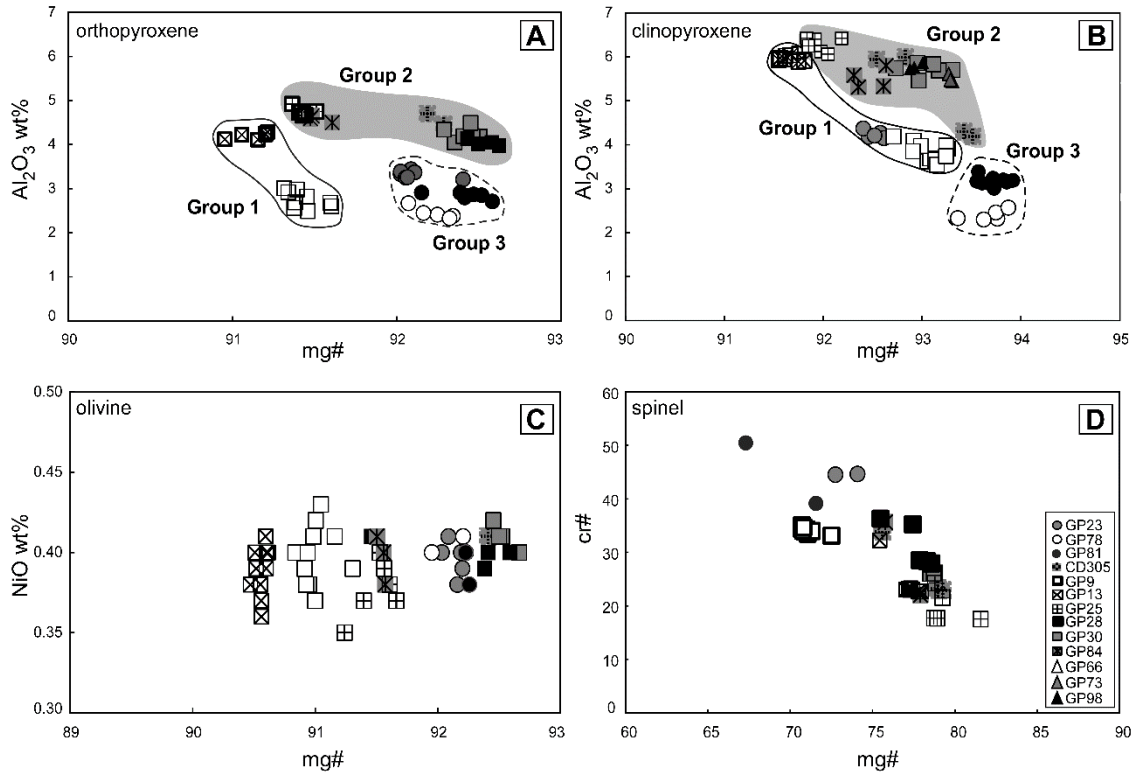 orthopyroxene
A
7
6
5
4
3
2
1
0
Al₂O₃ wt%
Group 2
Group 1
Group 3
90
91
92
93
mg#
clinopyroxene
B
7
6
5
4
3
2
1
0
Al₂O₃ wt%
Group 2
Group 1
Group 3
90
91
92
93
94
95
mg#
olivine
C
0.50
0.45
0.40
0.35
0.30
NiO wt%
89
90
91
92
93
mg#
spinel
D
60
50
40
30
20
10
0
cr#
GP23
GP78
GP81
CD305
GP9
GP13
GP25
GP28
GP30
GP84
GP66
GP73
GP98
60
65
70
75
80
85
90
mg#